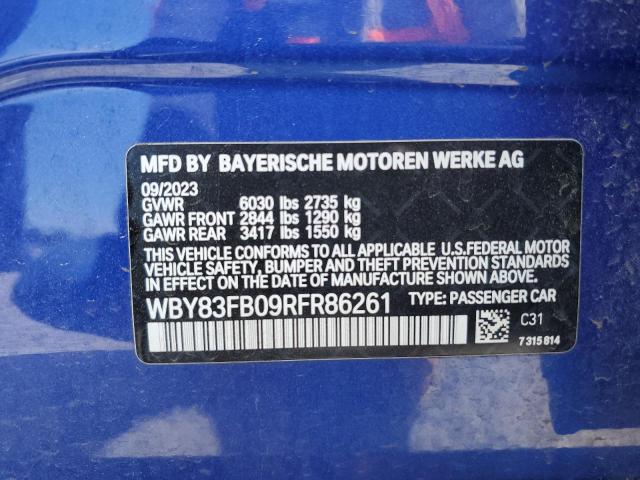 MFD BY BAYERISCHE MOTOREN WERKE AG
09/2023
GVWR 6030 lbs 2735 kg
GAWR FRONT 2844 lbs 1290 kg
GAWR REAR 3417 lbs 1550 kg
THIS VEHICLE CONFORMS TO ALL APPLICABLE U.S.FEDERAL MOTOR
VEHICLE SAFETY, BUMPER AND THEFT PREVENTION STANDARDS
IN EFFECT ON THE DATE OF MANUFACTURE SHOWN ABOVE.
WBY83FB09RFR86261 TYPE: PASSENGER CAR
C31
7 315 814